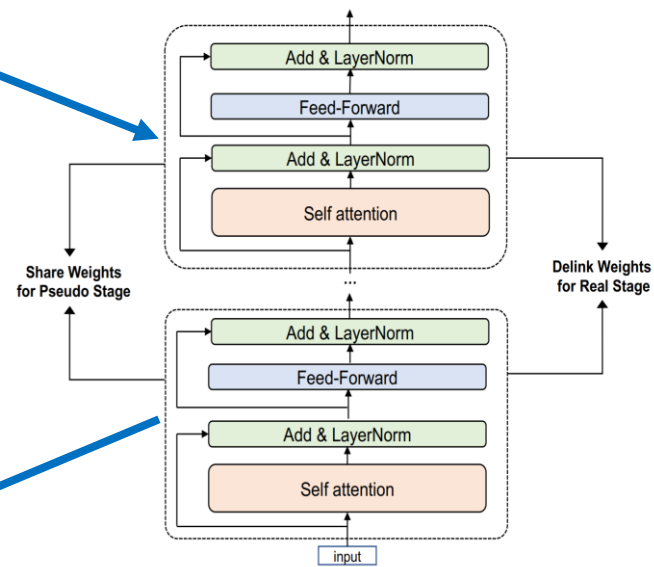 Add & LayerNorm
Feed-Forward
Add & LayerNorm
Self attention
Share Weights
for Pseudo Stage
Delink Weights
for Real Stage
...
Add & LayerNorm
Feed-Forward
Add & LayerNorm
Self attention
input